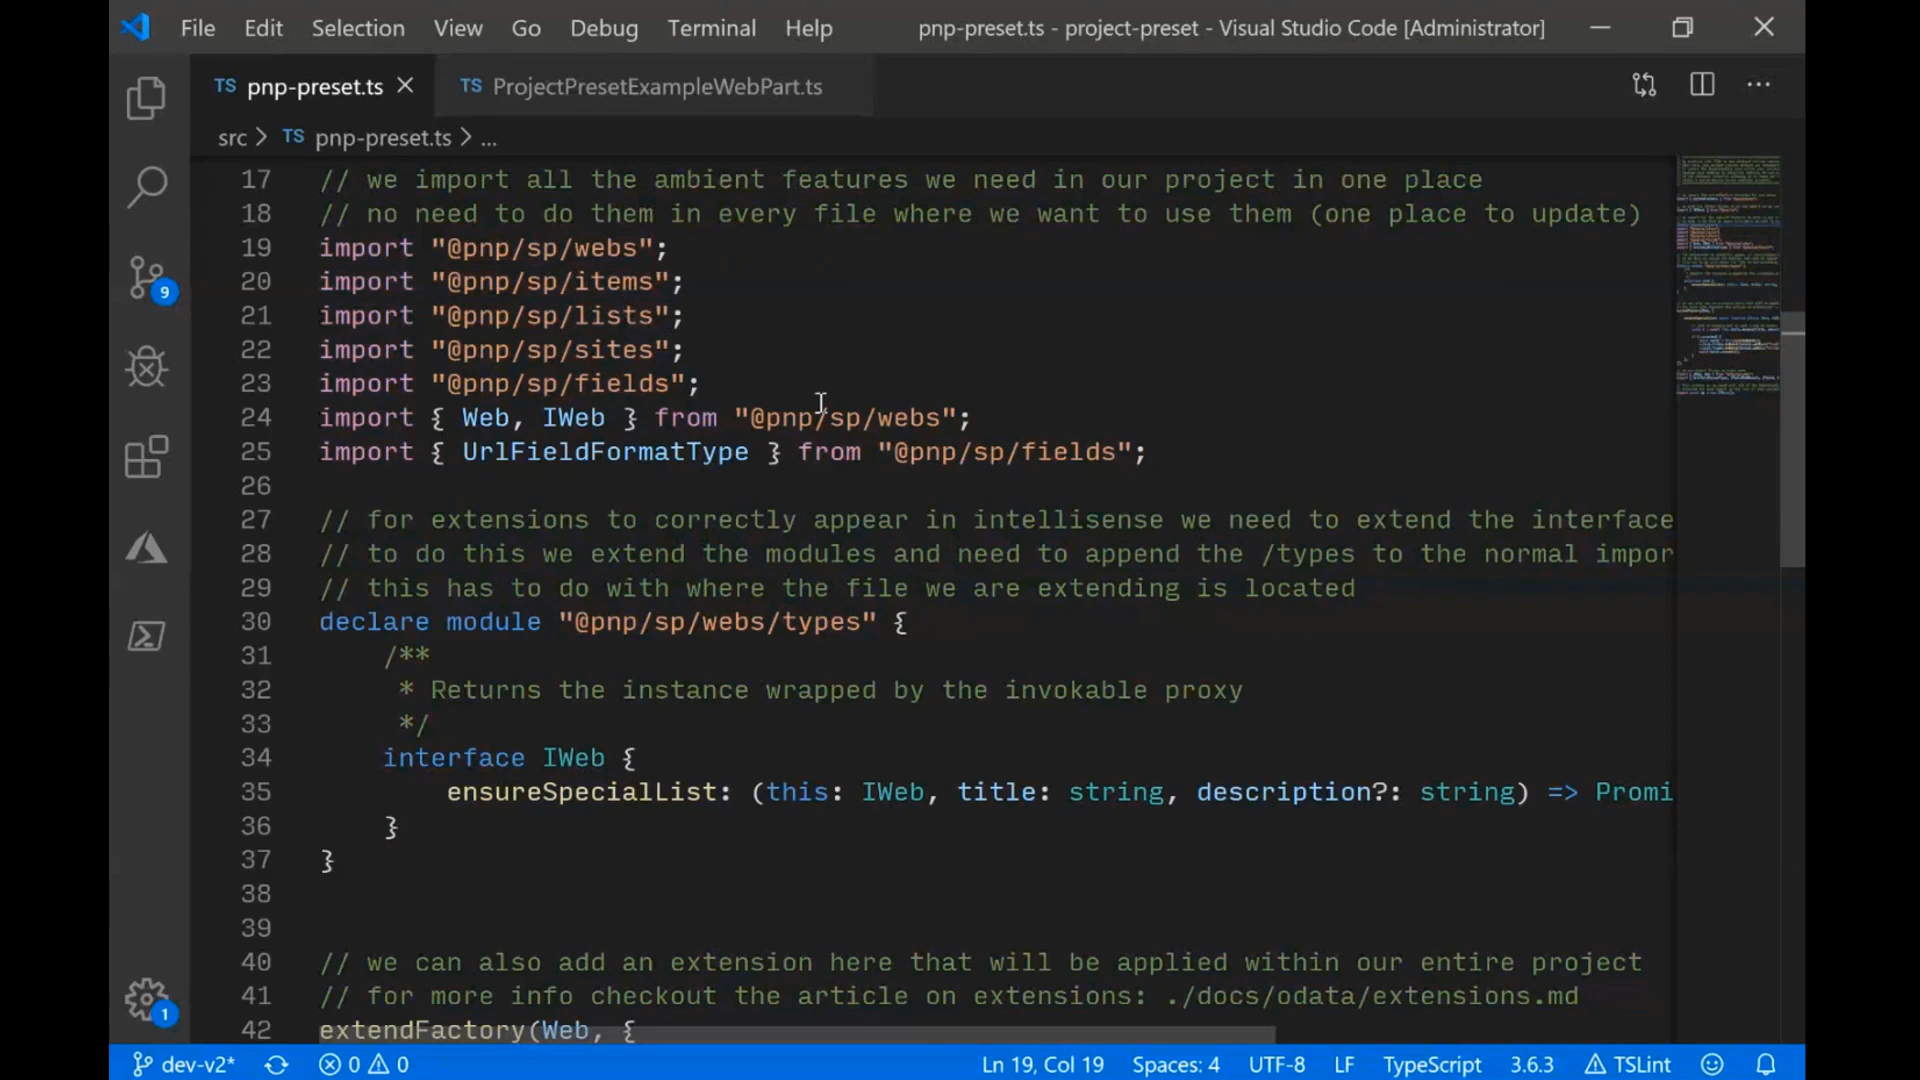 File Edit Selection View Go Debug Terminal Help pnp-preset.ts - project-preset - Visual Studio Code [Administrator]
TS pnp-preset.ts TS ProjectPresetExampleWebPart.ts
src > TS pnp-preset.ts > ...
17 // we import all the ambient features we need in our project in one place
18 // no need to do them in every file where we want to use them (one place to update)
19 import "@pnp/sp/webs";
20 import "@pnp/sp/items";
21 import "@pnp/sp/lists";
22 import "@pnp/sp/sites";
23 import "@pnp/sp/fields";
24 import { Web, IWeb } from "@pnp/sp/webs";
25 import { UrlFieldFormatType } from "@pnp/sp/fields";
26
27 // for extensions to correctly appear in intellisense we need to extend the interface
28 // to do this we extend the modules and need to append the /types to the normal impor
29 // this has to do with where the file we are extending is located
30 declare module "@pnp/sp/webs/types" {
31 /**
32 * Returns the instance wrapped by the invokable proxy
33 */
34 interface IWeb {
35 ensureSpecialList: (this: IWeb, title: string, description?: string) => Promi
36 }
37 }
38
39
40 // we can also add an extension here that will be applied within our entire project
41 // for more info checkout the article on extensions: ./docs/odata/extensions.md
42 extendFactory(Web, {
9
1
dev-v2* 0 0 Ln 19, Col 19 Spaces: 4 UTF-8 LF TypeScript 3.6.3 TSLint